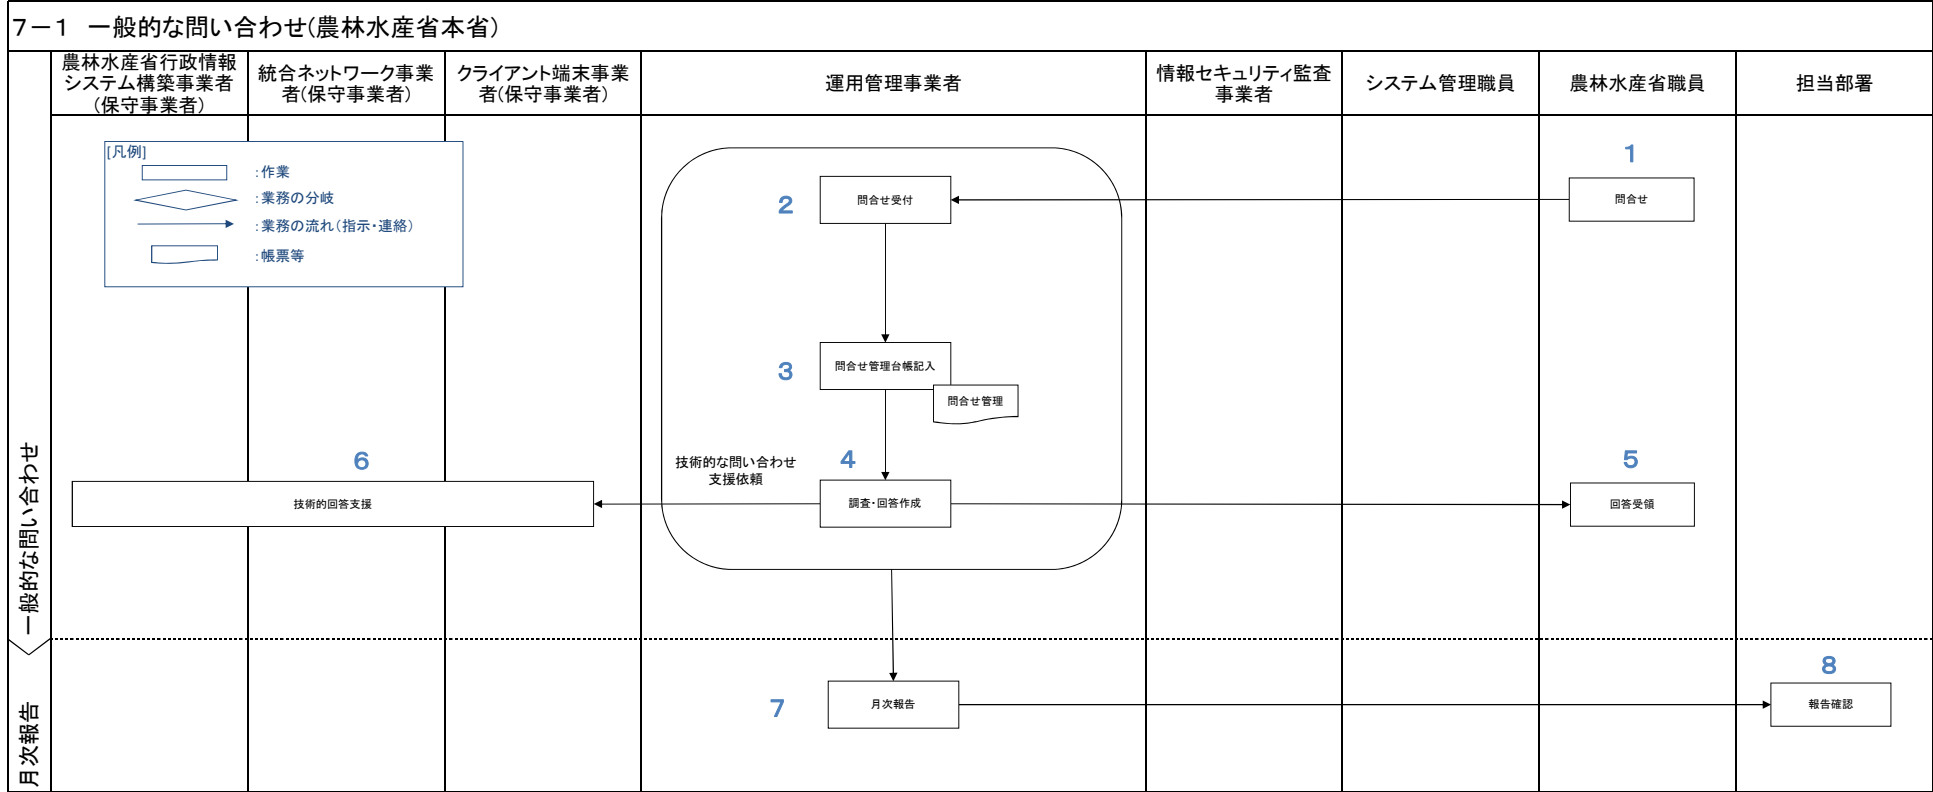 ７－１　一般的な問い合わせ(農林水産省本省)
農林水産省行政情報
システム構築事業者
(保守事業者)
統合ネットワーク事業
者(保守事業者)
クライアント端末事業
者(保守事業者)
運用管理事業者
情報セキュリティ監査
事業者
システム管理職員
農林水産省職員
担当部署
[凡例]
:作業
:業務の分岐
:業務の流れ(指示・連絡)
:帳票等
一般的な問い合わせ
1
問合せ
2
問合せ受付
3
問合せ管理台帳記入
問合せ管理
技術的な問い合わせ
支援依頼
4
調査・回答作成
5
回答受領
6
技術的回答支援
月次報告
7
月次報告
8
報告確認